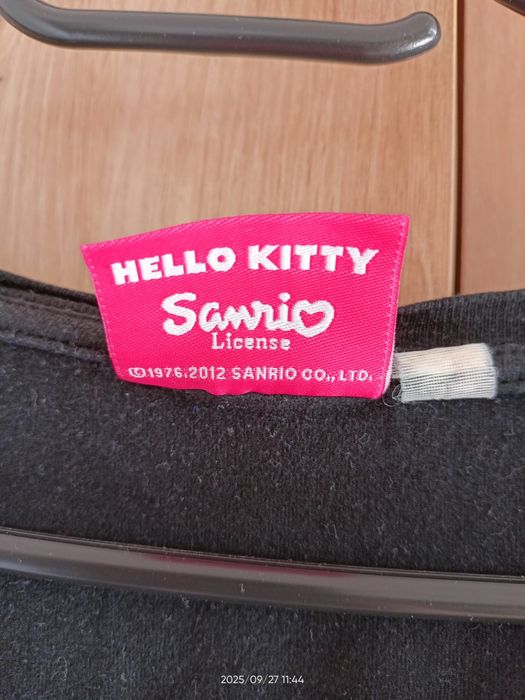 HELLO KITTY
Sanrio
License
©1976,2012 SANRIO CO.,LTD.
2025/09/27 11:44